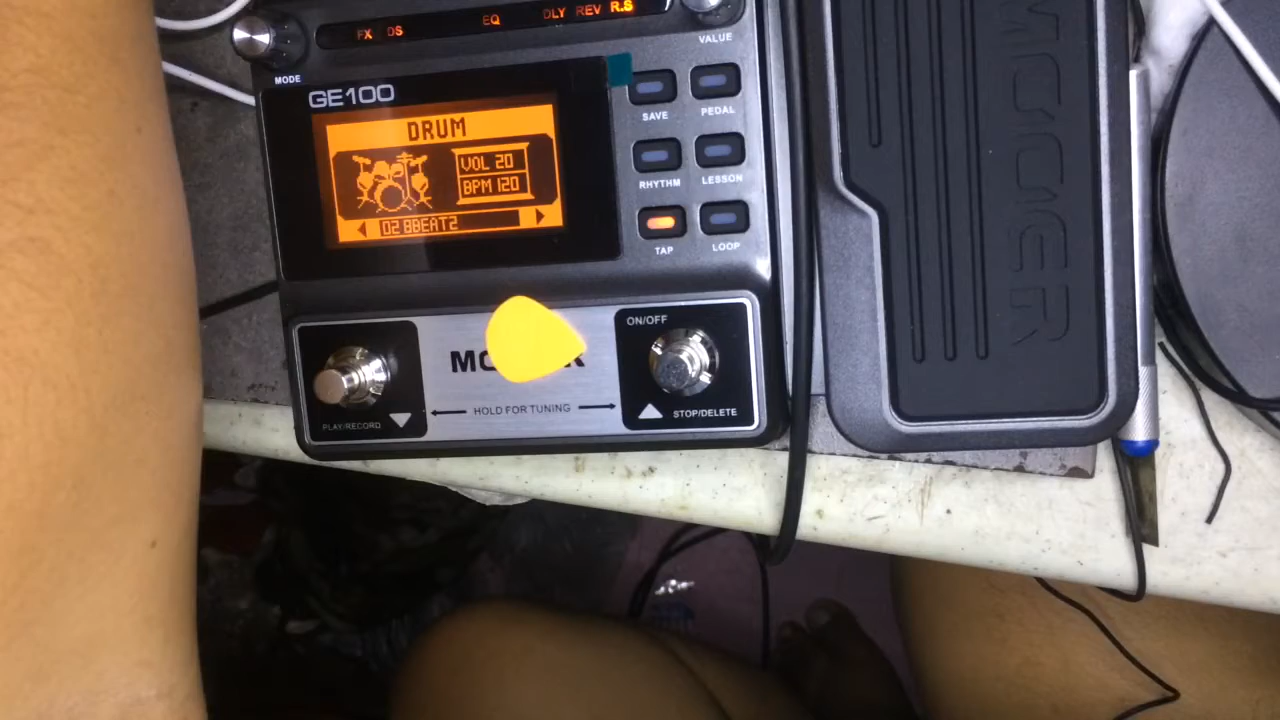 FX DS EQ DLY REV R.S
MODE
VALUE
GE100
DRUM
VOL 20
BPM 120
02 8BEAT2
SAVE PEDAL
RHYTHM LESSON
TAP LOOP
ON/OFF
HOLD FOR TUNING
PLAY/RECORD
STOP/DELETE
MOOER